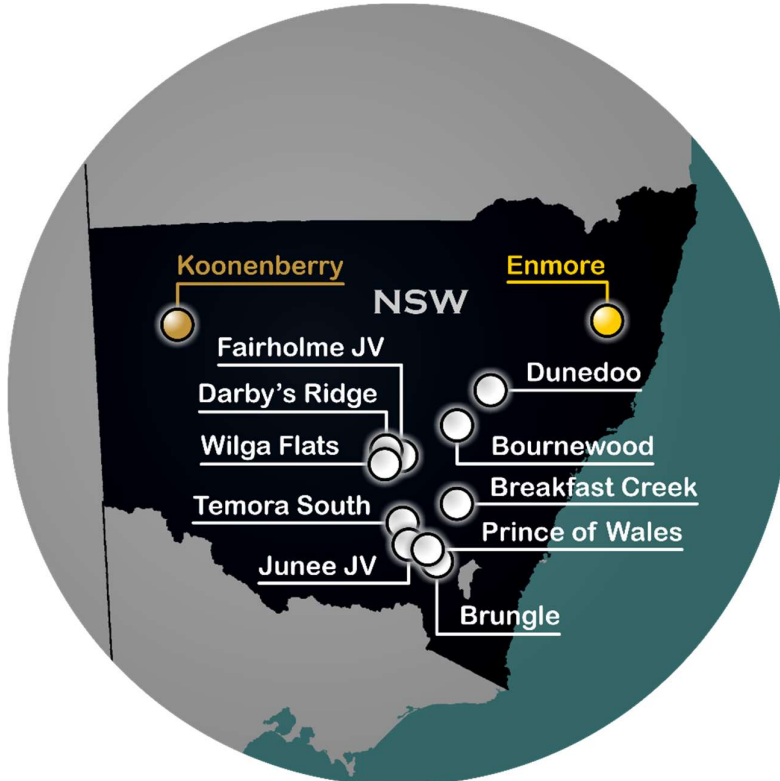 Koonenberry
Enmore
NSW
Fairholme JV
Dunedoo
Darby's Ridge
Wilga Flats
Bournewood
Breakfast Creek
Temora South
Prince of Wales
Junee JV
Brungle